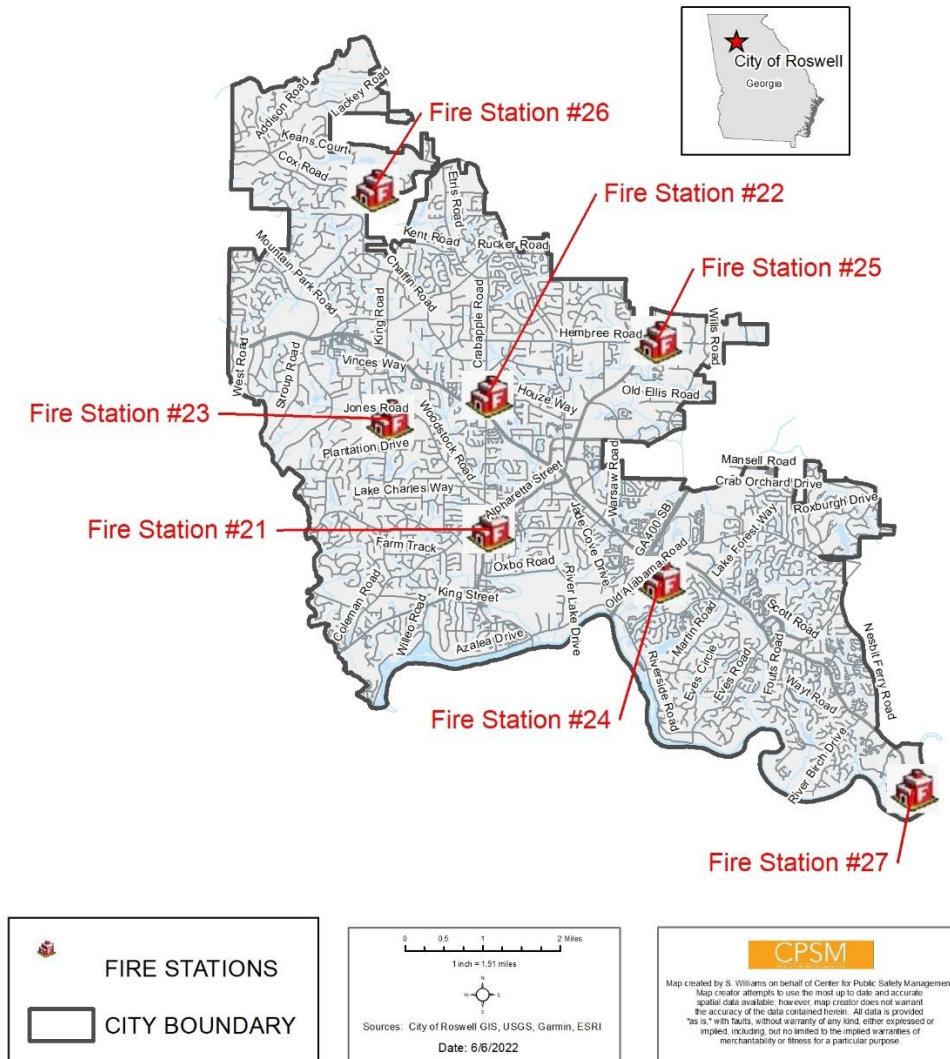 City of Roswell
Georgia
Fire Station #26
Fire Station #22
Fire Station #25
Fire Station #23
Fire Station #21
Fire Station #24
Fire Station #27
Addison Road
Lackey Road
Keans Court
Cox Road
Etris Road
Kent Road
Rucker Road
Mountain Park Road
Chaffin Road
King Road
Crabapple Road
Hembree Road
Wills Road
West Road
Stroup Road
Vinces Way
Houze Way
Old Ellis Road
Jones Road
Woodstock Road
Plantation Drive
Mansell Road
Crab Orchard Drive
Roxburgh Drive
Lake Charles Way
Alpharetta Street
Warsaw Road
GA400 SB
Lake Forest Way
Jade Cove Drive
Farm Track
Oxbo Road
Old Alabama Road
King Street
Coleman Road
Willeo Road
Azalea Drive
River Lake Drive
Martin Road
Scott Road
Nesbit Ferry Road
Riverside Road
Eves Circle
Eves Road
Fouts Road
Wayt Road
River Birch Drive
FIRE STATIONS
CITY BOUNDARY
0 0.5 1 2 Miles
1 inch = 1.91 miles
N
W E
S
Sources: City of Roswell GIS, USGS, Garmin, ESRI
Date: 6/6/2022
CPSM
Map created by S. Williams on behalf of Center for Public Safety Managemen
Map creator attempts to use the most up to date and accurate
spatial data available; however, map creator does not warrant
the accuracy of the data contained herein. All data is provided
"as is," with faults, without warranty of any kind, either expressed or
implied, including, but no limited to the implied warranties of
merchantability or fitness for a particular purpose.